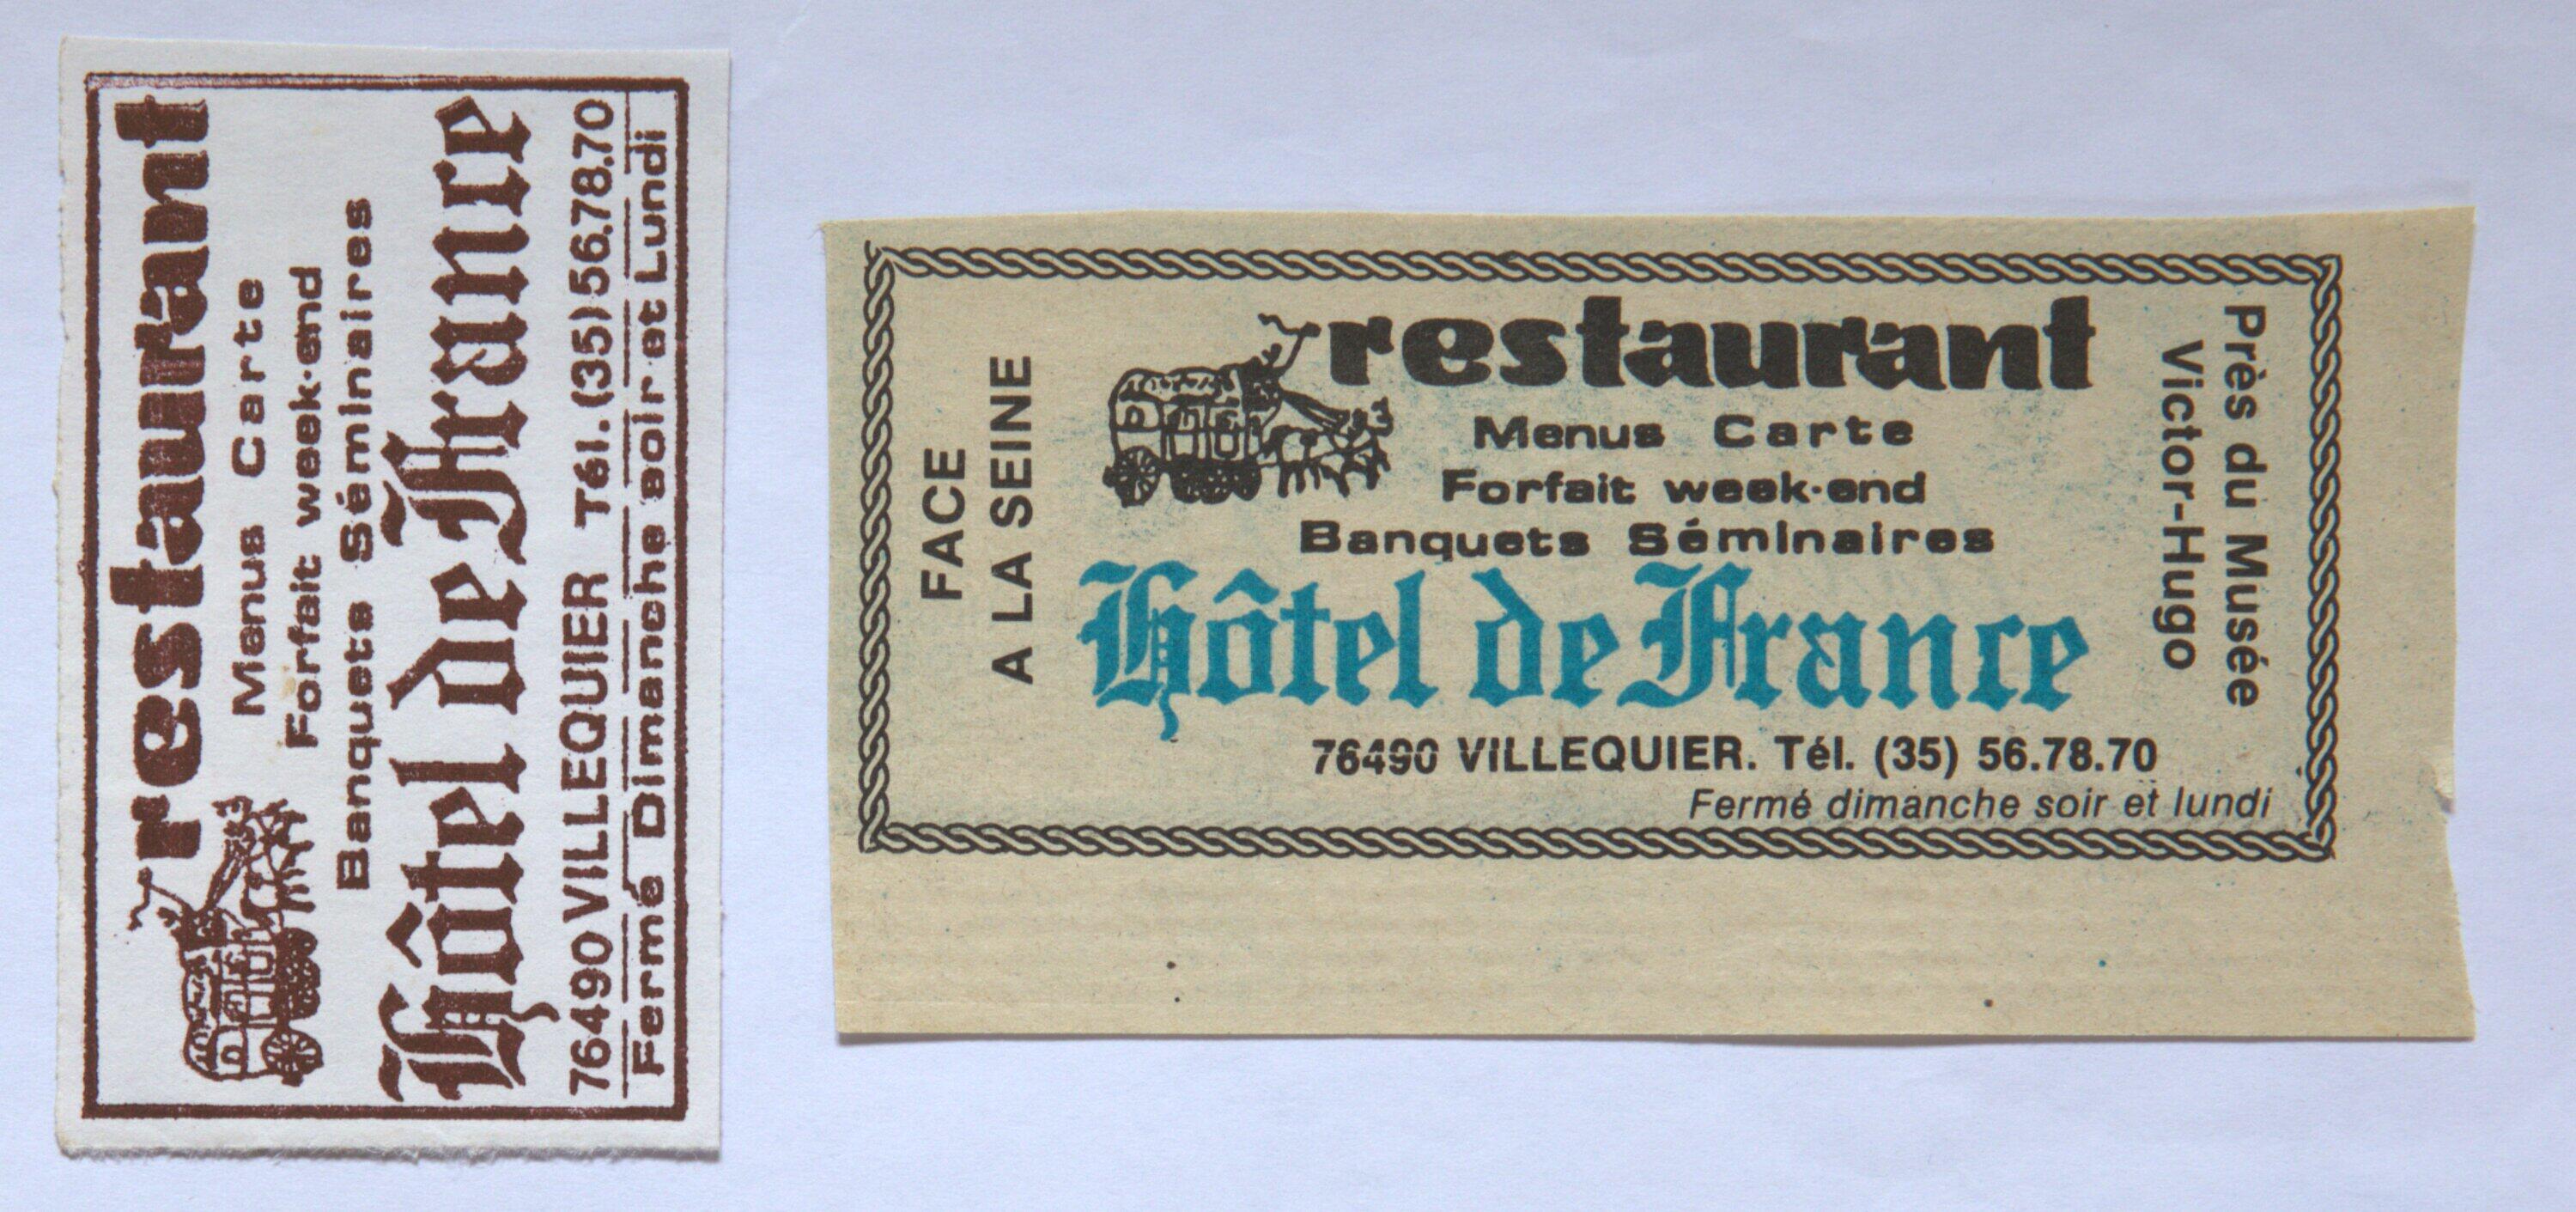 restaurant
Menus Carte
Forfait week-end
Banquets Séminaires
Hôtel de France
76490 VILLEQUIER Tél. (35) 56.78.70
Fermé Dimanche soir et Lundi
FACE
A LA SEINE
restaurant
Menus Carte
Forfait week-end
Banquets Séminaires
Hôtel de France
76490 VILLEQUIER. Tél. (35) 56.78.70
Fermé dimanche soir et lundi
Près du Musée
Victor-Hugo